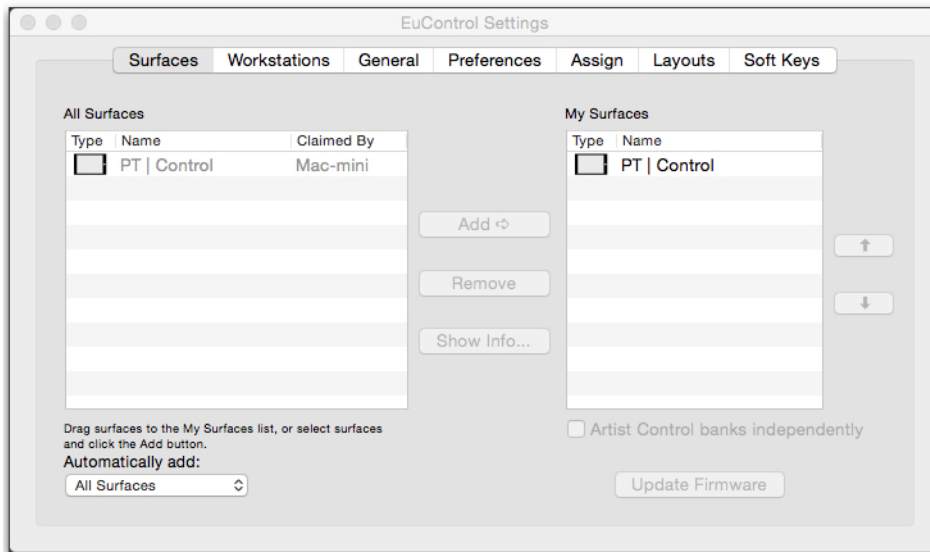 EuControl Settings
Surfaces Workstations General Preferences Assign Layouts Soft Keys
All Surfaces
Type Name Claimed By
PT | Control Mac-mini
My Surfaces
Type Name
PT | Control
Add
Remove
Show Info...
Drag surfaces to the My Surfaces list, or select surfaces
and click the Add button.
Automatically add:
All Surfaces
Artist Control banks independently
Update Firmware